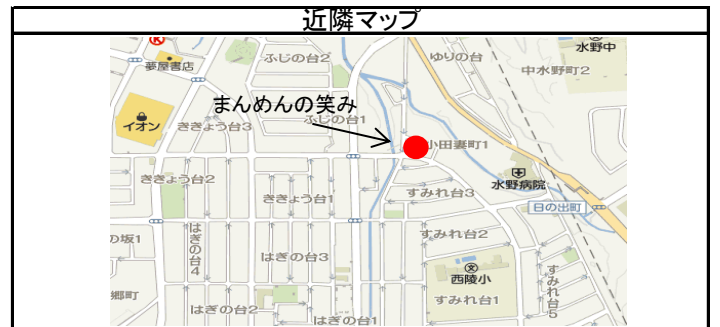 近隣マップ
水野中
夢屋書店
ふじの台2
ゆりの台
中水野町2
まんめんの笑み
イオン
ききょう台3
ふじの台1
小田妻町1
ききょう台2
水野病院
ききょう台1
すみれ台3
日の出町
の坂1
はぎの台4
すみれ台2
はぎの台3
西陵小
すみれ台1
すみれ台5
郷町
はぎの台2
はぎの台1